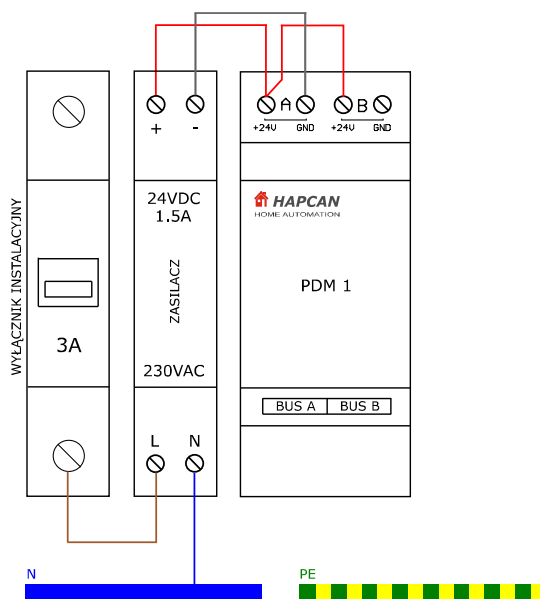 WYŁĄCZNIK INSTALACYJNY
3A
+ -
24VDC
1.5A
ZASILACZ
230VAC
L N
A B
+24V GND +24V GND
HAPCAN
HOME AUTOMATION
PDM 1
BUS A BUS B
N
PE